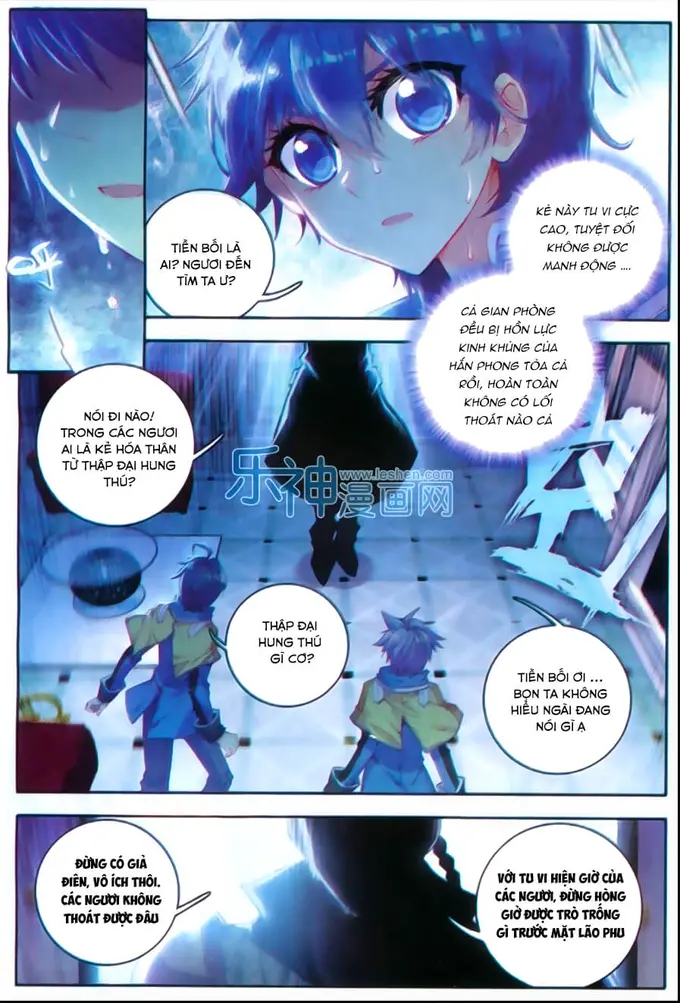 KẺ NÀY TU VI CỰC
CAO, TUYỆT ĐỐI
KHÔNG ĐƯỢC
MANH ĐỘNG ....
TIỀN BỐI LÀ
AI? NGƯƠI ĐẾN
TÌM TA Ư?
CẢ GIAN PHÒNG
ĐỀU BỊ HỒN LỰC
KINH KHỦNG CỦA
HẮN PHONG TỎA CẢ
RỒI, HOÀN TOÀN
KHÔNG CÓ LỐI
THOÁT NÀO CẢ
NÓI ĐI NÀO!
TRONG CÁC NGƯƠI
AI LÀ KẺ HÓA THÂN
TỪ THẬP ĐẠI HUNG
THÚ?
乐神漫画网
www.leshen.com
THẬP ĐẠI
HUNG THÚ
GÌ CƠ?
TIỀN BỐI ƠI ...
BỌN TA KHÔNG
HIỂU NGÀI ĐANG
NÓI GÌ Ạ
ĐỪNG CÓ GIẢ
ĐIÊN, VÔ ÍCH THÔI.
CÁC NGƯƠI KHÔNG
THOÁT ĐƯỢC ĐÂU
VỚI TU VI HIỆN GIỜ CỦA
CÁC NGƯƠI, ĐỪNG HÒNG
GIỞ ĐƯỢC TRÒ TRỐNG
GÌ TRƯỚC MẶT LÃO PHU